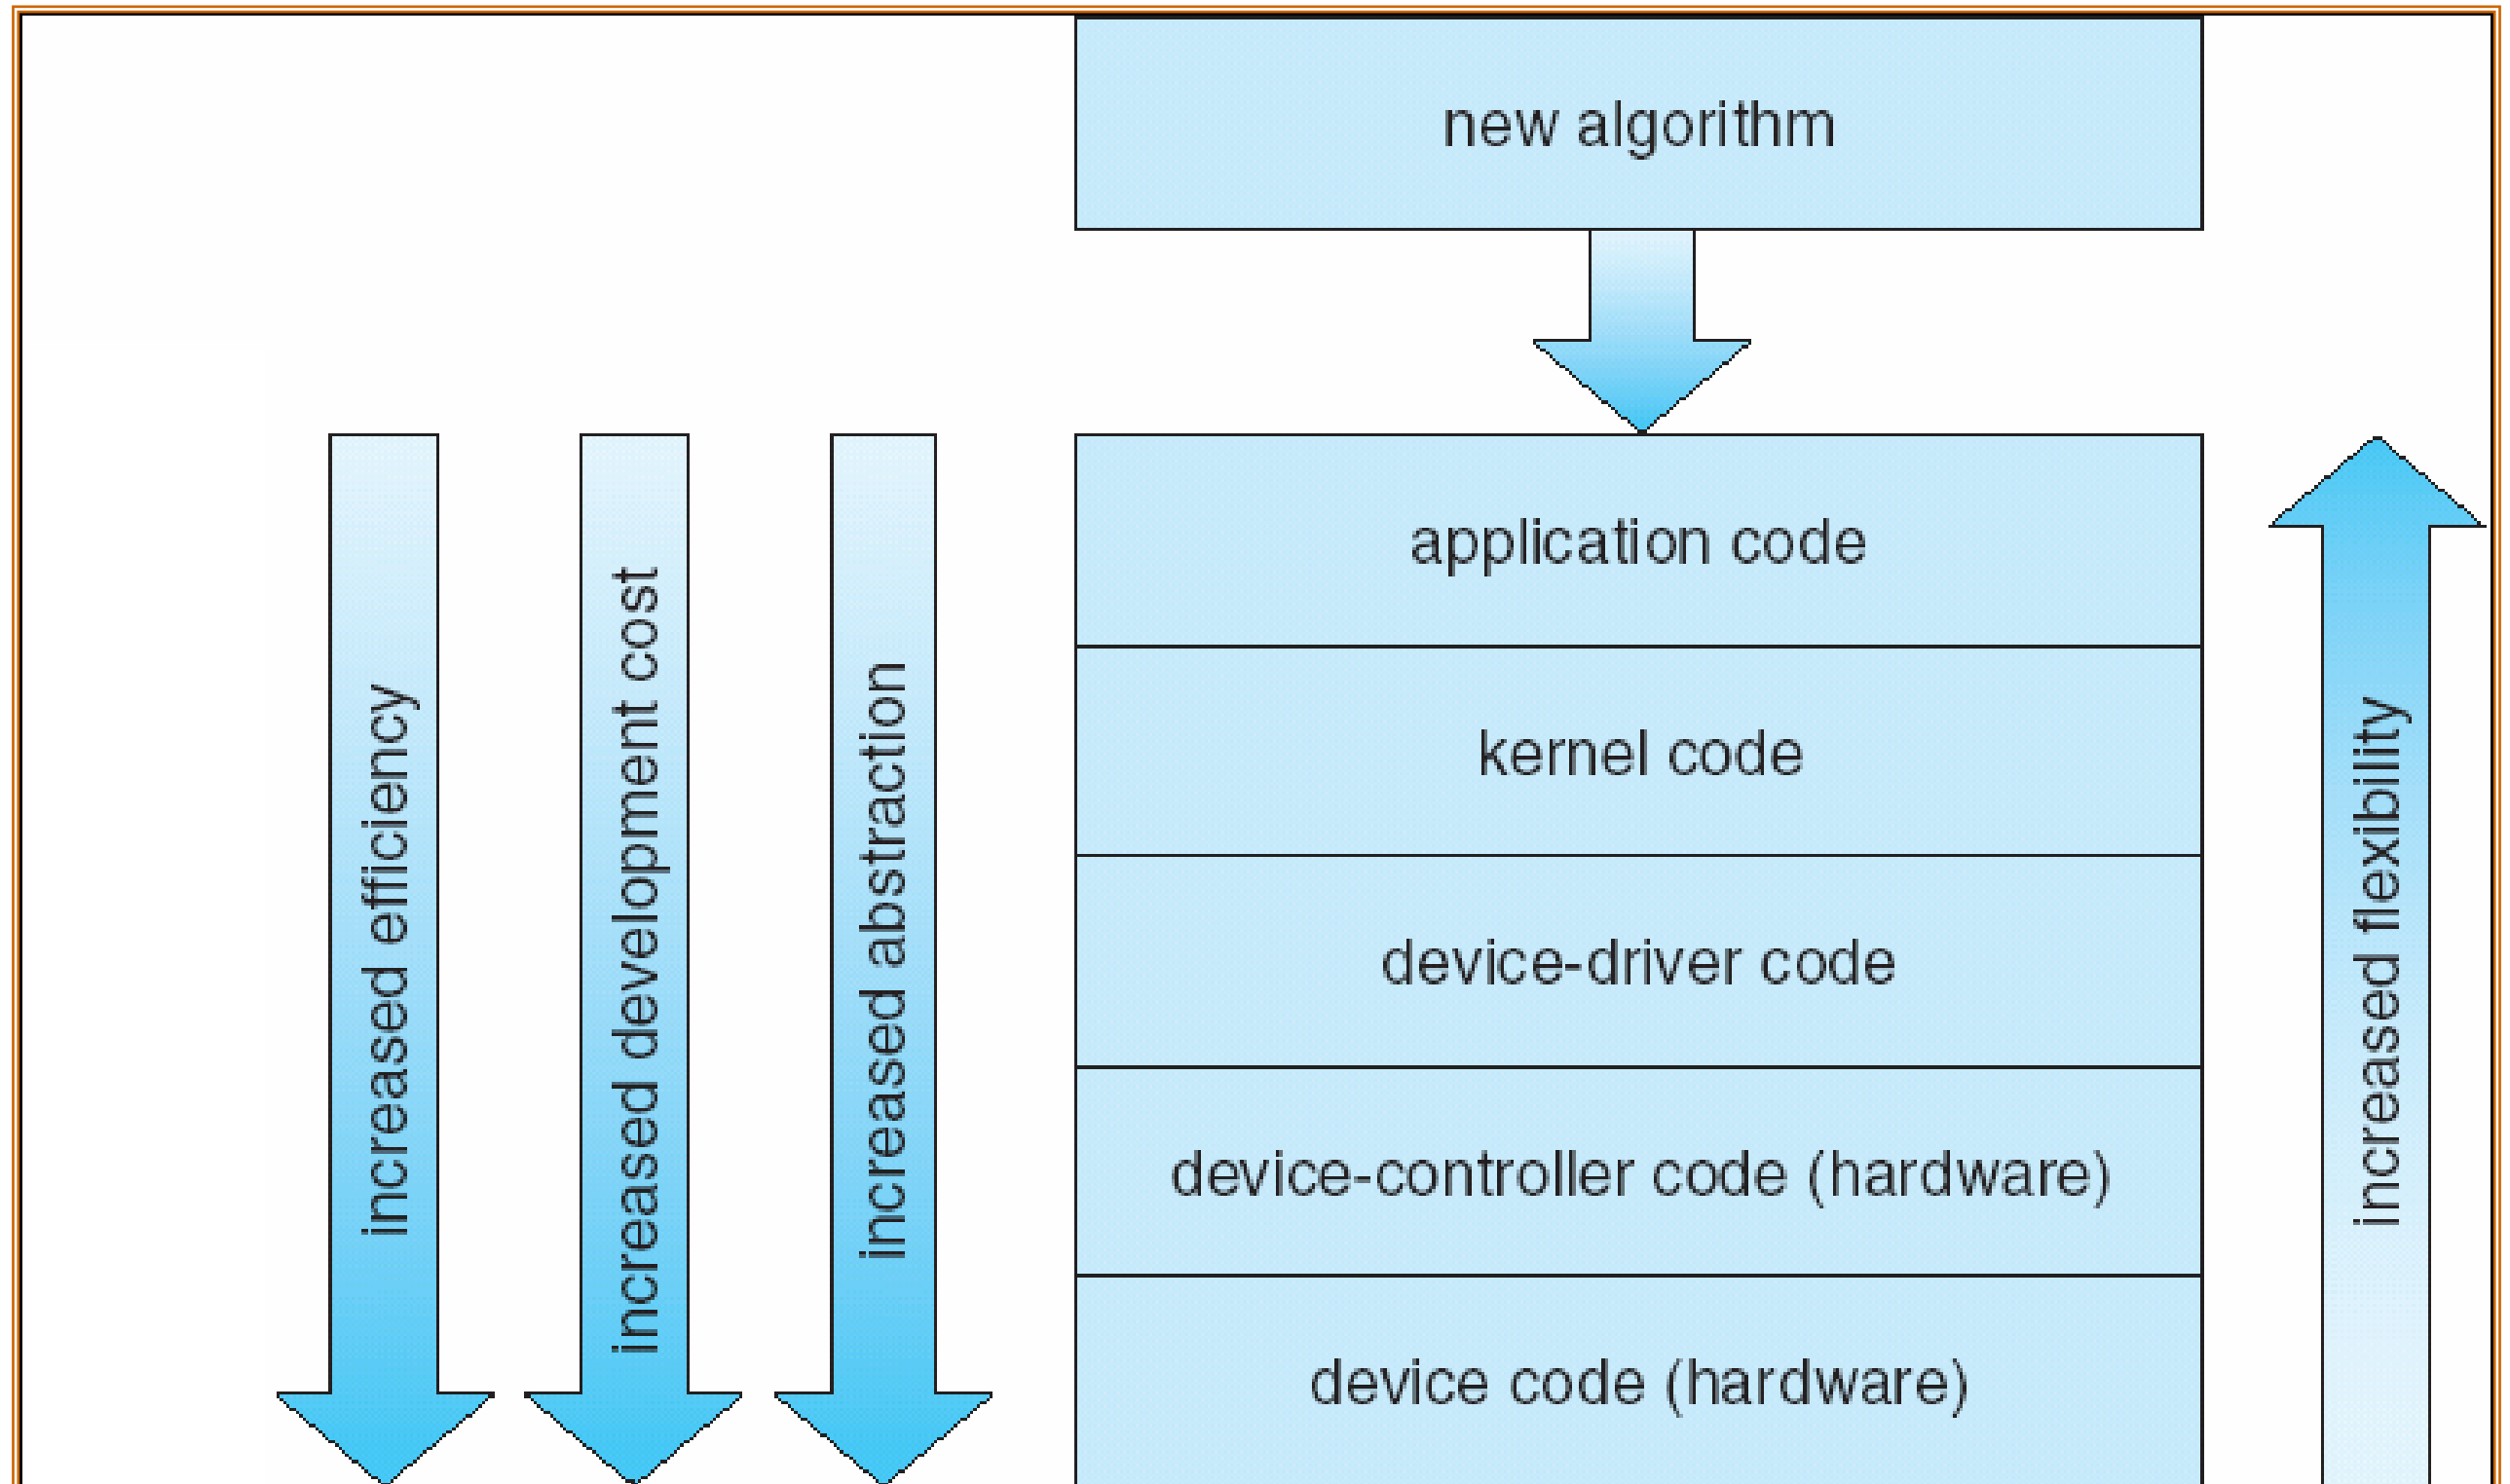 new algorithm
increased efficiency
increased development cost
increased abstraction
application code
kernel code
device-driver code
device-controller code (hardware)
device code (hardware)
increased flexibility